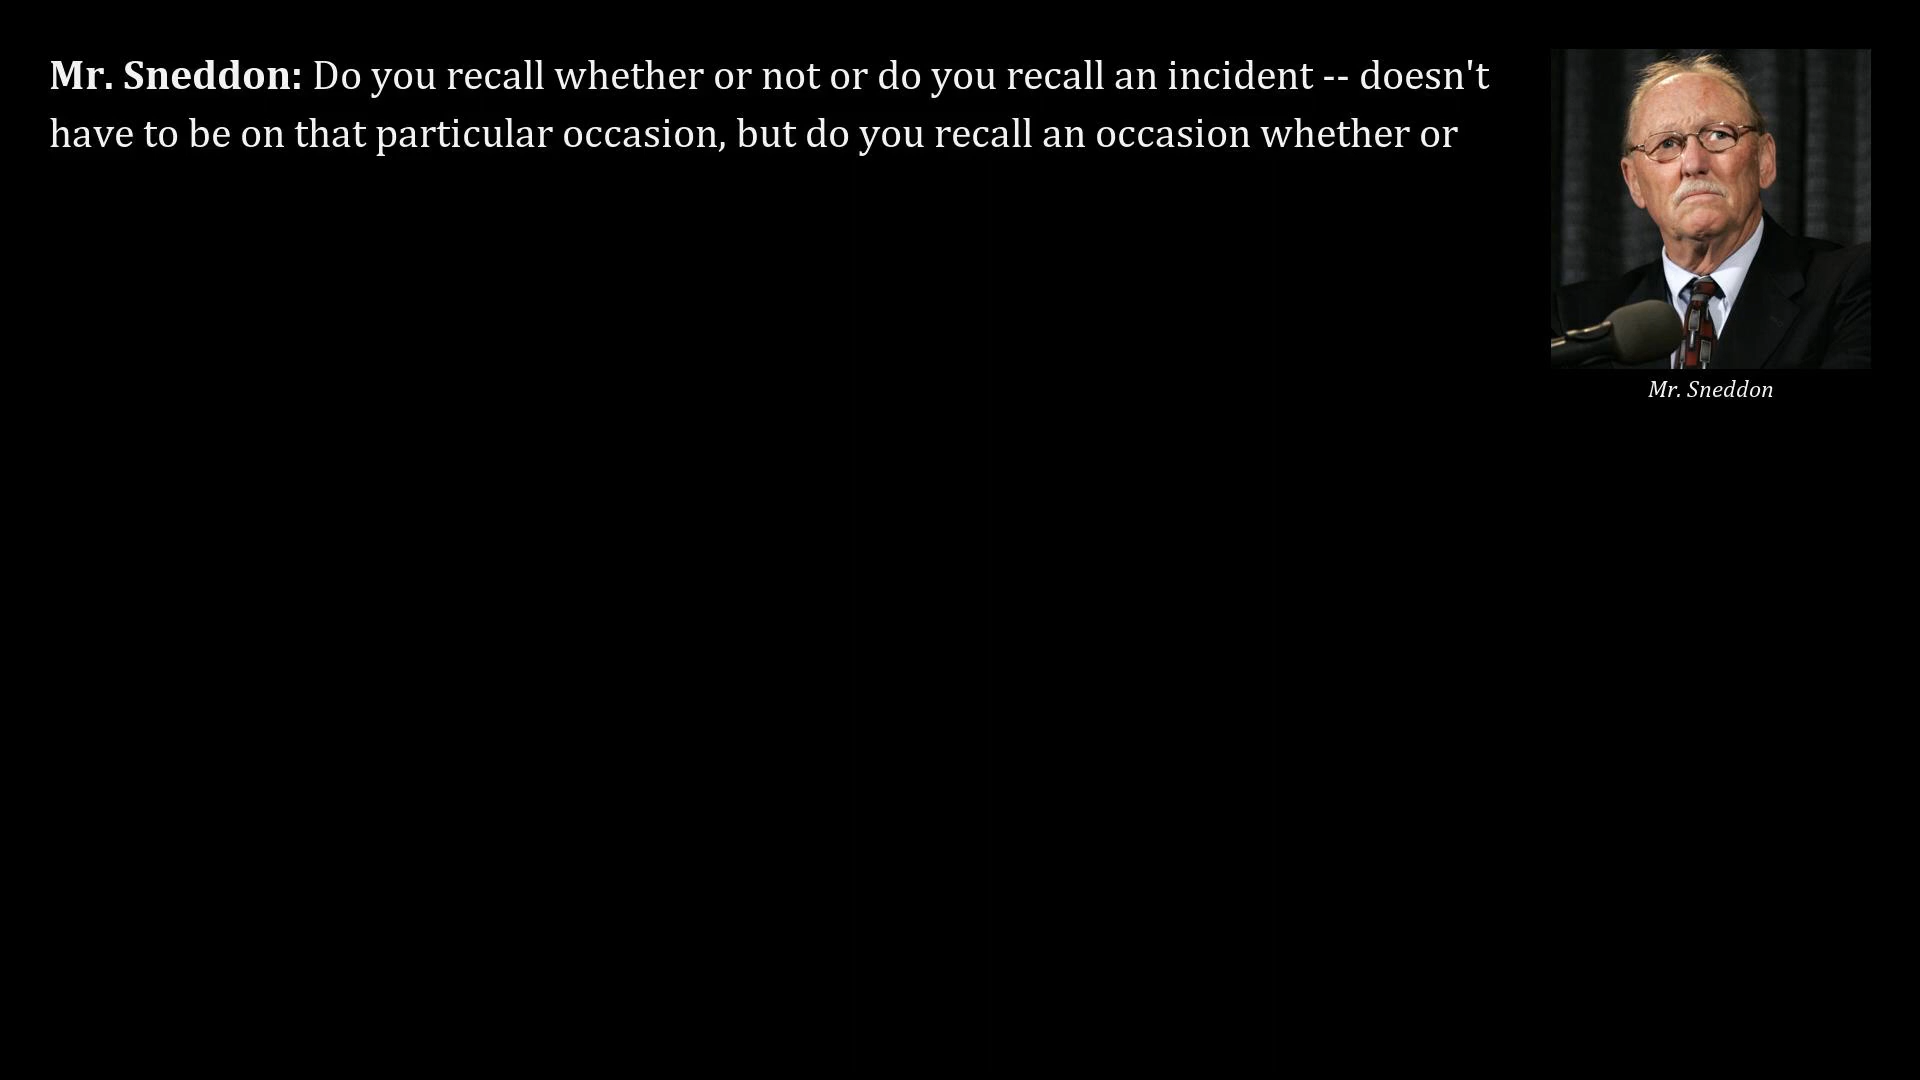 Mr. Sneddon: Do you recall whether or not or do you recall an incident -- doesn't
have to be on that particular occasion, but do you recall an occasion whether or
Mr. Sneddon